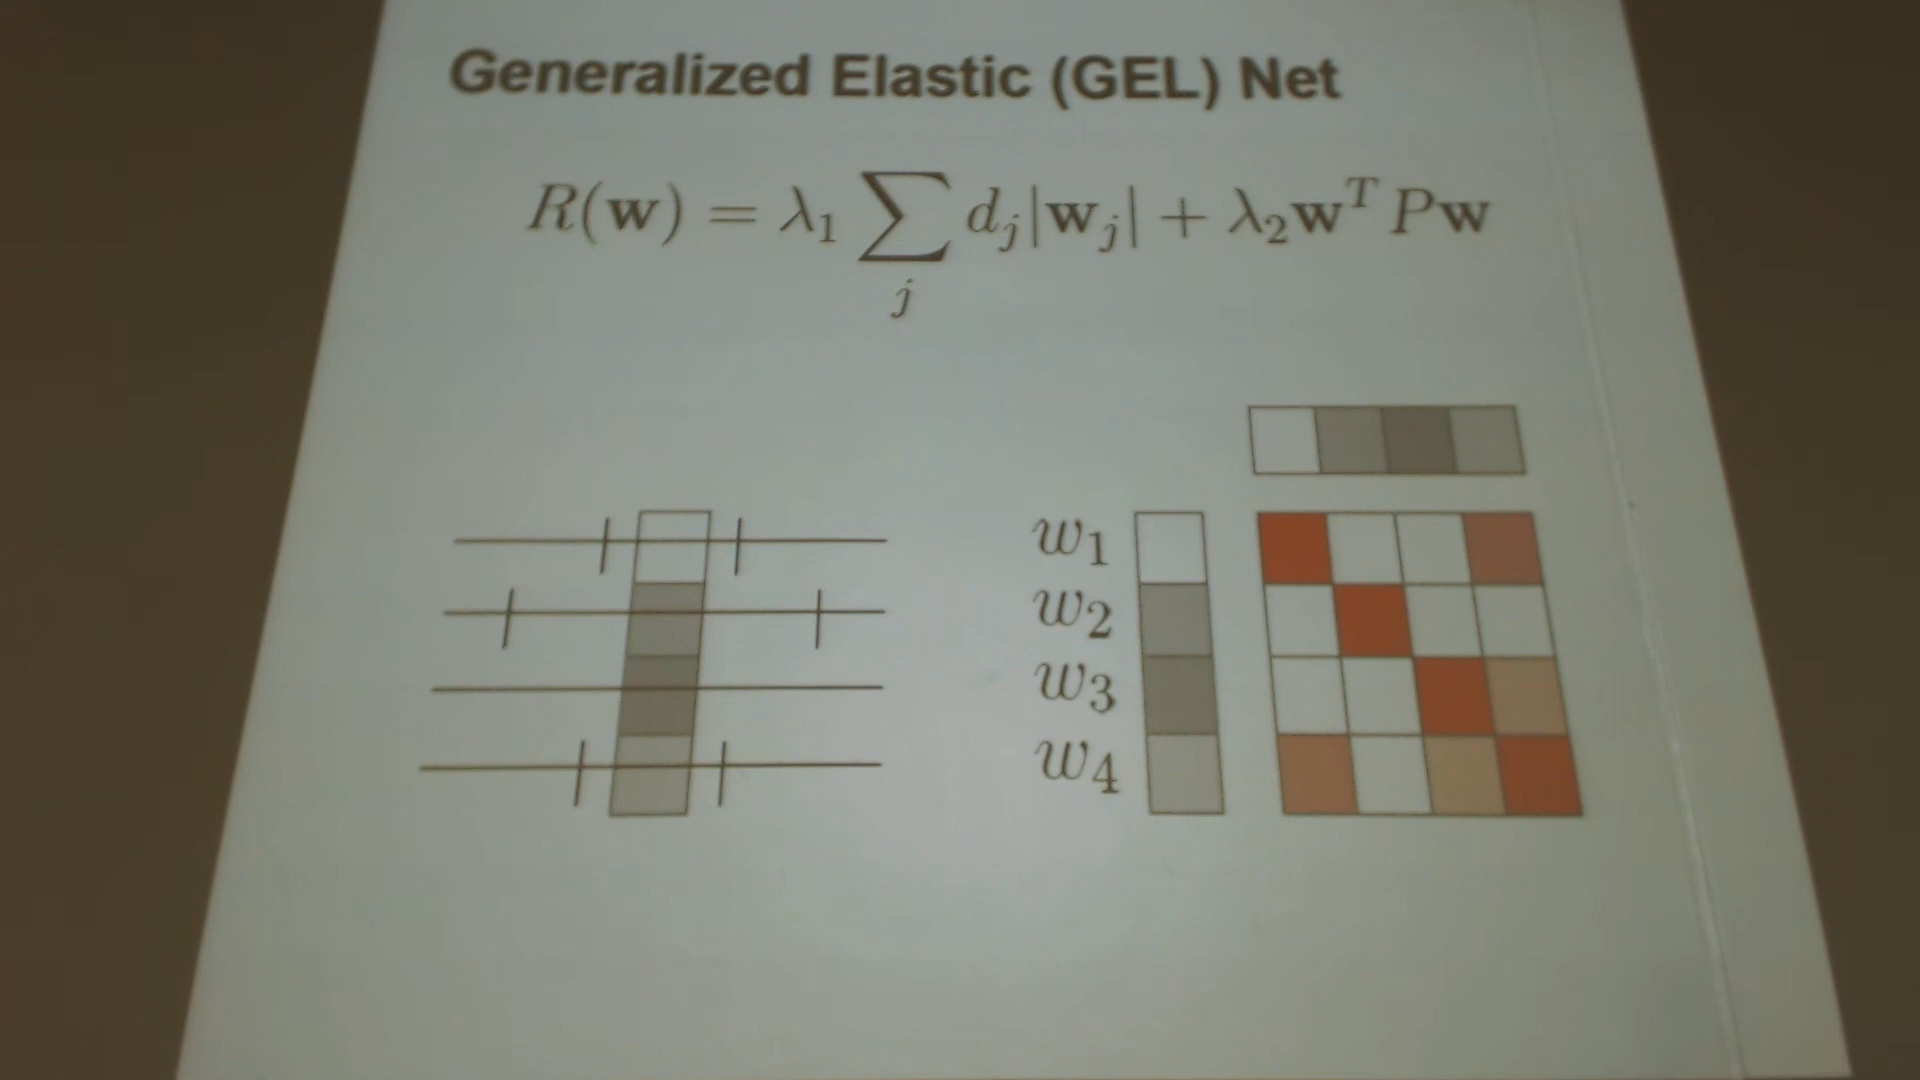 Generalized Elastic (GEL) Net
R(w) = λ₁ ∑ⱼ dⱼ|wⱼ| + λ₂wᵀPw
w₁
w₂
w₃
w₄